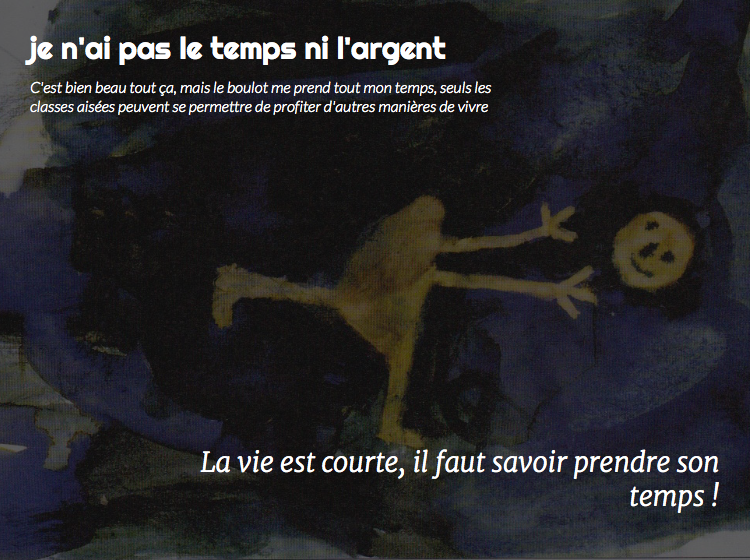 je n'ai pas le temps ni l'argent
C'est bien beau tout ça, mais le boulot me prend tout mon temps, seuls les
classes aisées peuvent se permettre de profiter d'autres manières de vivre
La vie est courte, il faut savoir prendre son
temps !